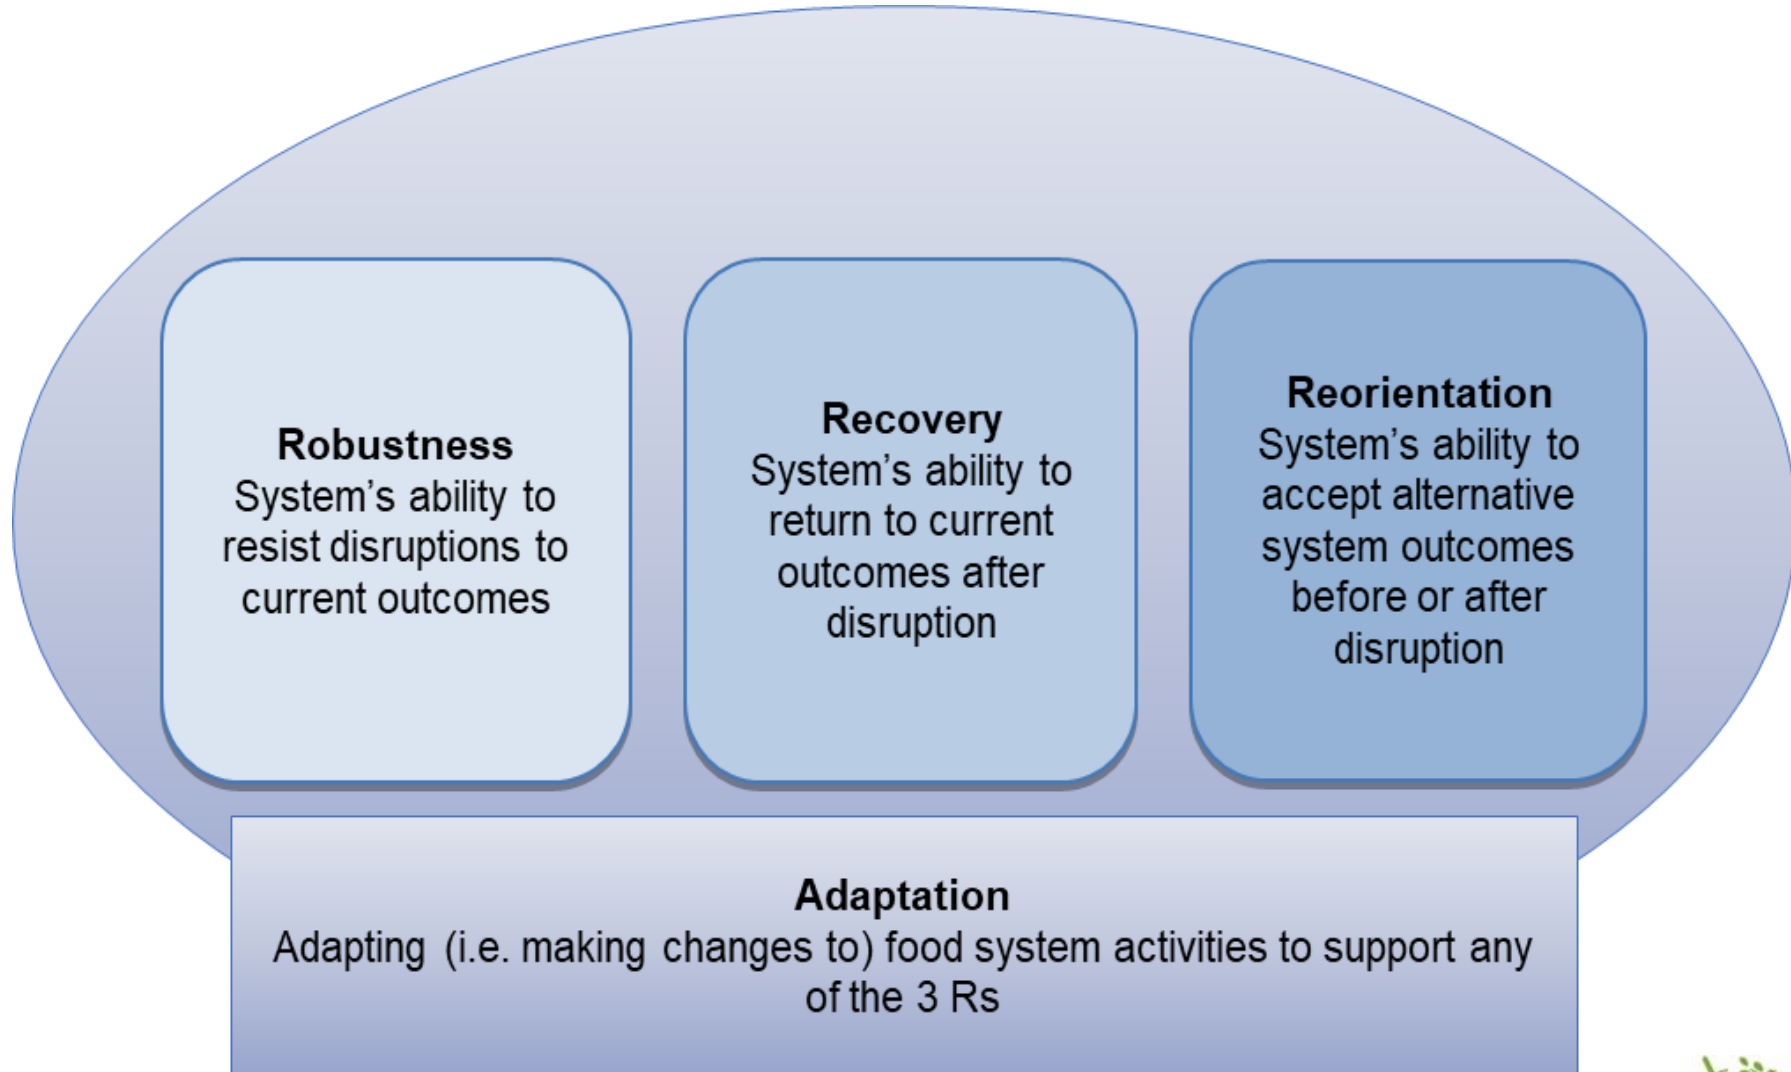 Robustness
System’s ability to
resist disruptions to
current outcomes
Recovery
System’s ability to
return to current
outcomes after
disruption
Reorientation
System’s ability to
accept alternative
system outcomes
before or after
disruption
Adaptation
Adapting (i.e. making changes to) food system activities to support any
of the 3 Rs